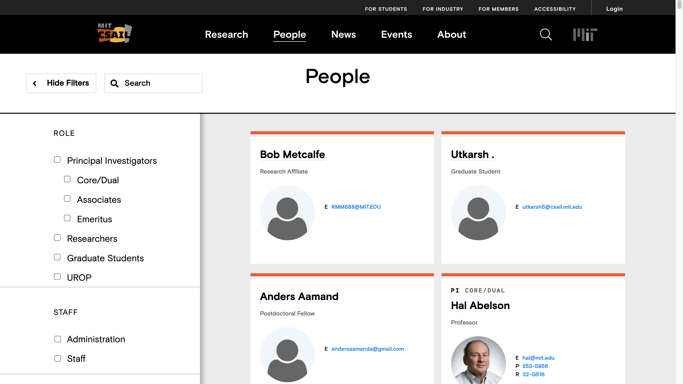 FOR STUDENTS FOR INDUSTRY FOR MEMBERS ACCESSIBILITY Login
MIT
CSAIL
Research People News Events About
MIT
People
Hide Filters
Search
ROLE
Principal Investigators
Core/Dual
Associates
Emeritus
Researchers
Graduate Students
UROP
STAFF
Administration
Staff
Bob Metcalfe
Research Affiliate
E RMM688@MIT.EDU
Utkarsh .
Graduate Student
E utkarsh5@csail.mit.edu
Anders Aamand
Postdoctoral Fellow
E andersaamanda@gmail.com
PI CORE/DUAL
Hal Abelson
Professor
E hal@mit.edu
P 253-5856
R 32-G516